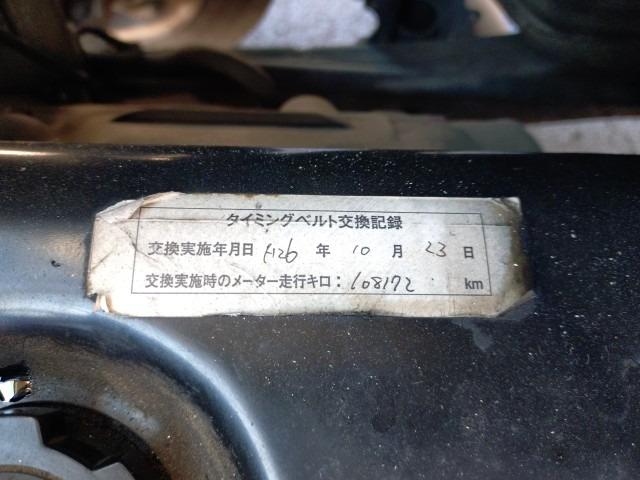 タイミングベルト交換記録
交換実施年月日 H26 年 10 月 23 日
交換実施時のメーター走行キロ：108172 km